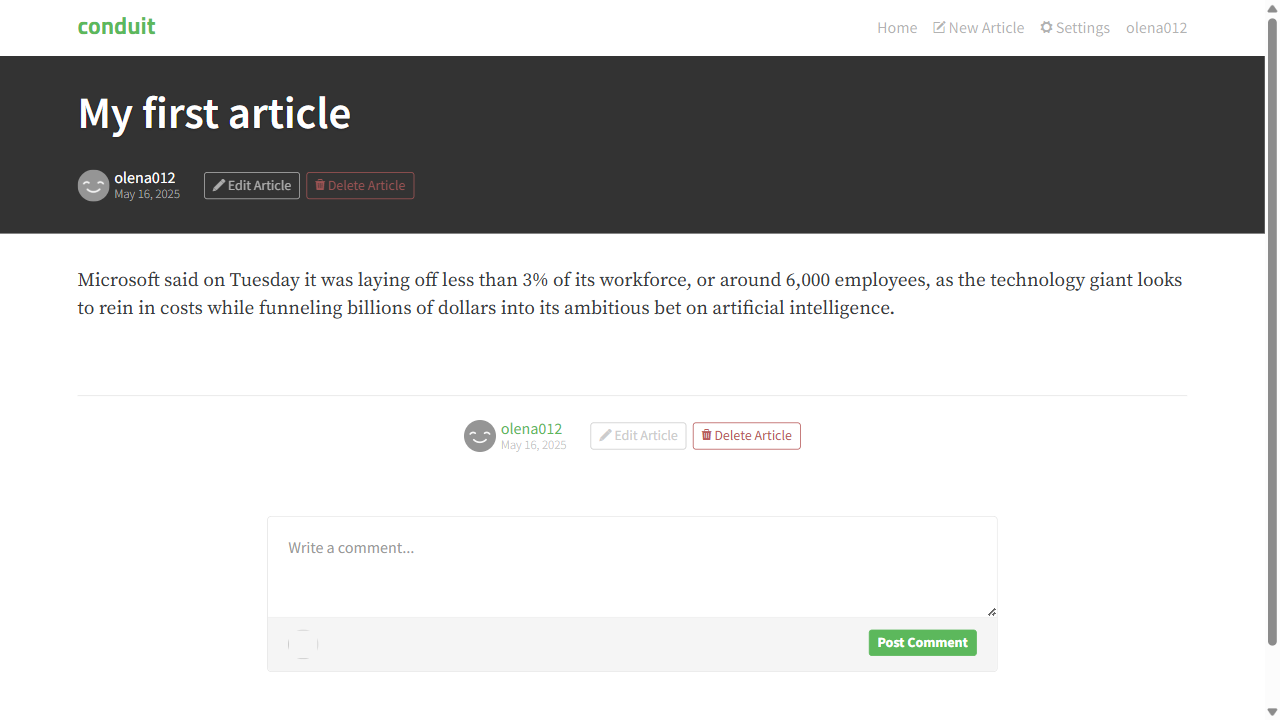 conduit
Home New Article Settings olena012
My first article
olena012
May 16, 2025
Edit Article Delete Article
Microsoft said on Tuesday it was laying off less than 3% of its workforce, or around 6,000 employees, as the technology giant looks
to rein in costs while funneling billions of dollars into its ambitious bet on artificial intelligence.
olena012
May 16, 2025
Edit Article Delete Article
Write a comment...
Post Comment